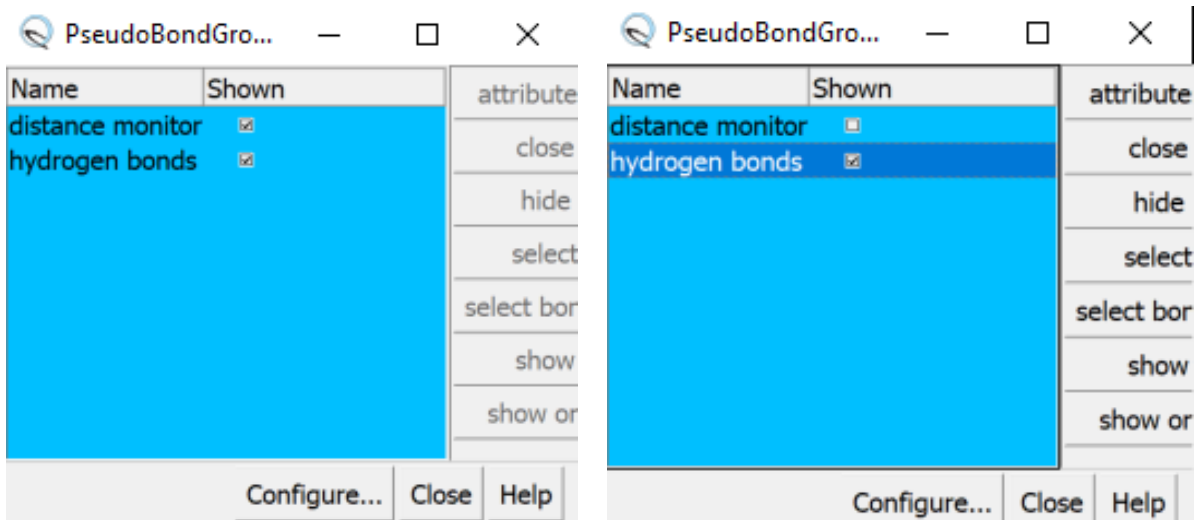 PseudoBondGro...
Name Shown
distance monitor
hydrogen bonds
attribute
close
hide
select
select bor
show
show or
Configure... Close Help
PseudoBondGro...
Name Shown
distance monitor
hydrogen bonds
attribute
close
hide
select
select bor
show
show or
Configure... Close Help